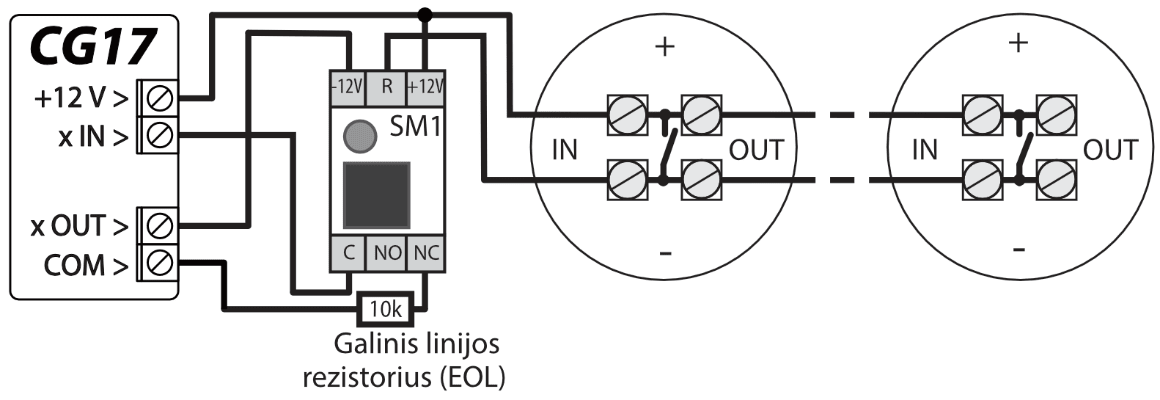 CG17
+12 V >
x IN >
x OUT >
COM >
-12V R +12V
SM1
C NO NC
10k
Galinis linijos
rezistorius (EOL)
+
IN OUT
-
+
IN OUT
-